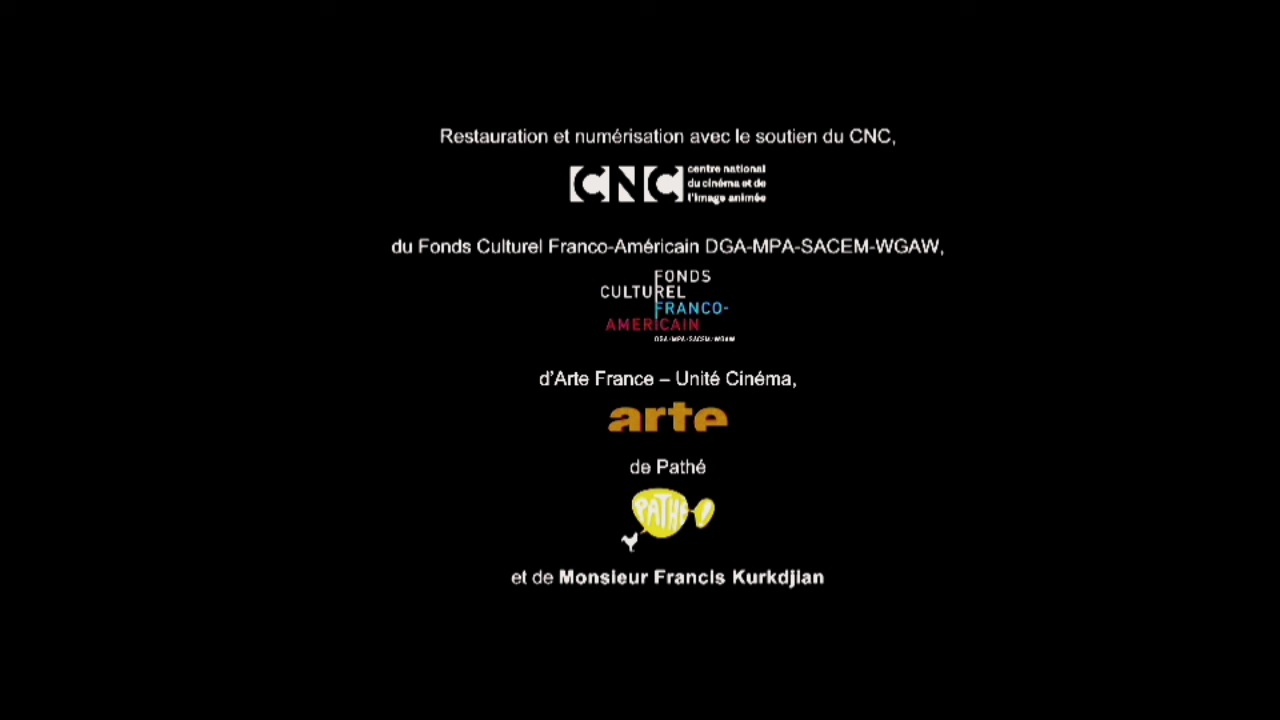 Restauration et numérisation avec le soutien du CNC,
CNC centre national
du cinéma et de
l'image animée
du Fonds Culturel Franco-Américain DGA-MPA-SACEM-WGAW,
FONDS
CULTUREL
FRANCO-
AMERICAIN
DGA-MPA-SACEM-WGAW
d'Arte France – Unité Cinéma,
arte
de Pathé
PATHÉ
et de Monsieur Francis Kurkdjian